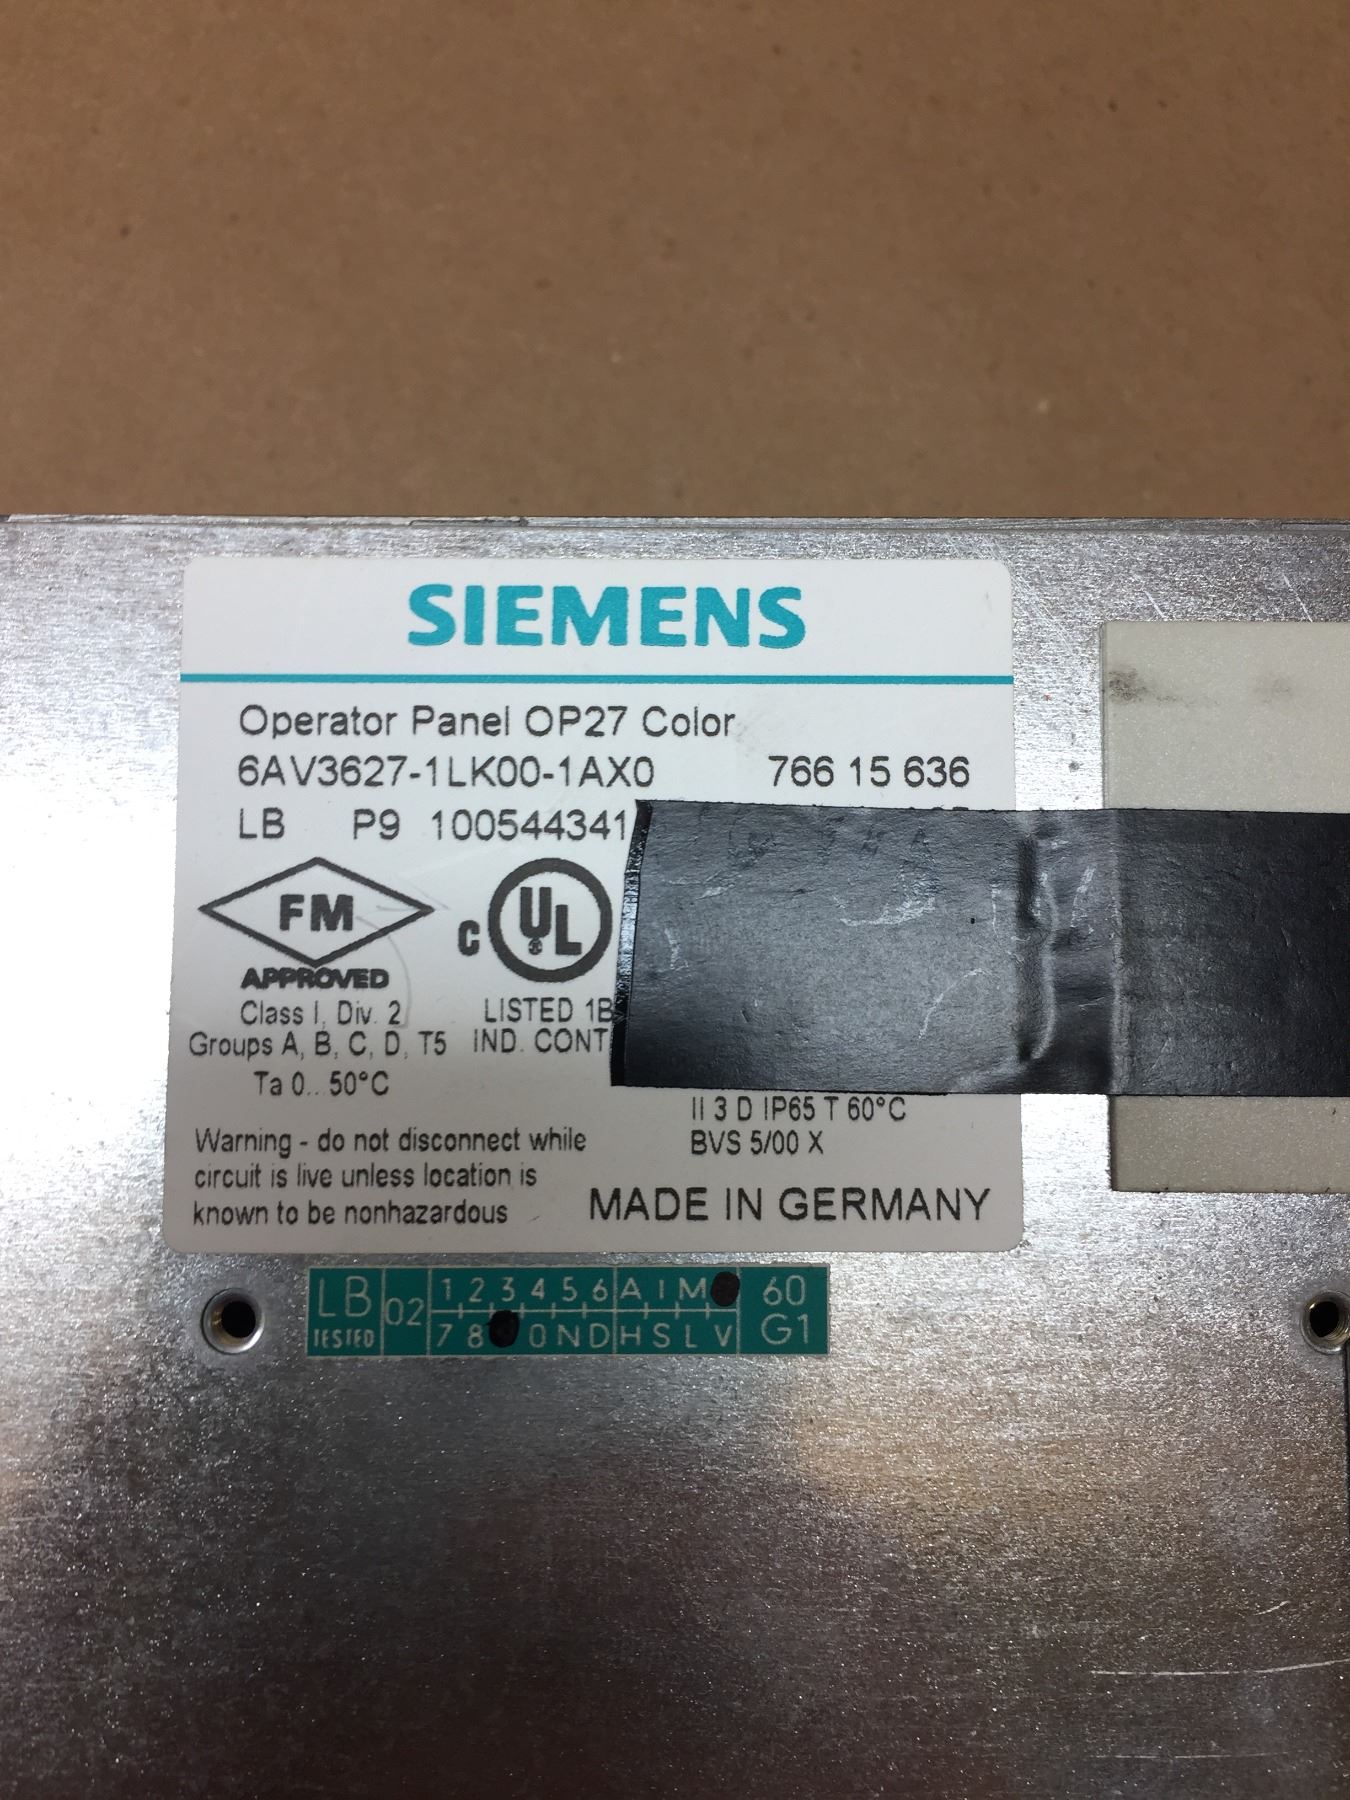 SIEMENS
Operator Panel OP27 Color
6AV3627-1LK00-1AX0 766 15 636
LB P9 100544341
FM
APPROVED
Class I, Div. 2
Groups A, B, C, D, T5
Ta 0... 50°C
C UL
LISTED 1B
IND. CONT
II 3 D IP65 T 60°C
BVS 5/00 X
Warning - do not disconnect while
circuit is live unless location is
known to be nonhazardous
MADE IN GERMANY
LB 02 1 2 3 4 5 6 A I M 60
TESTED 7 8 0 N D H S L V G1